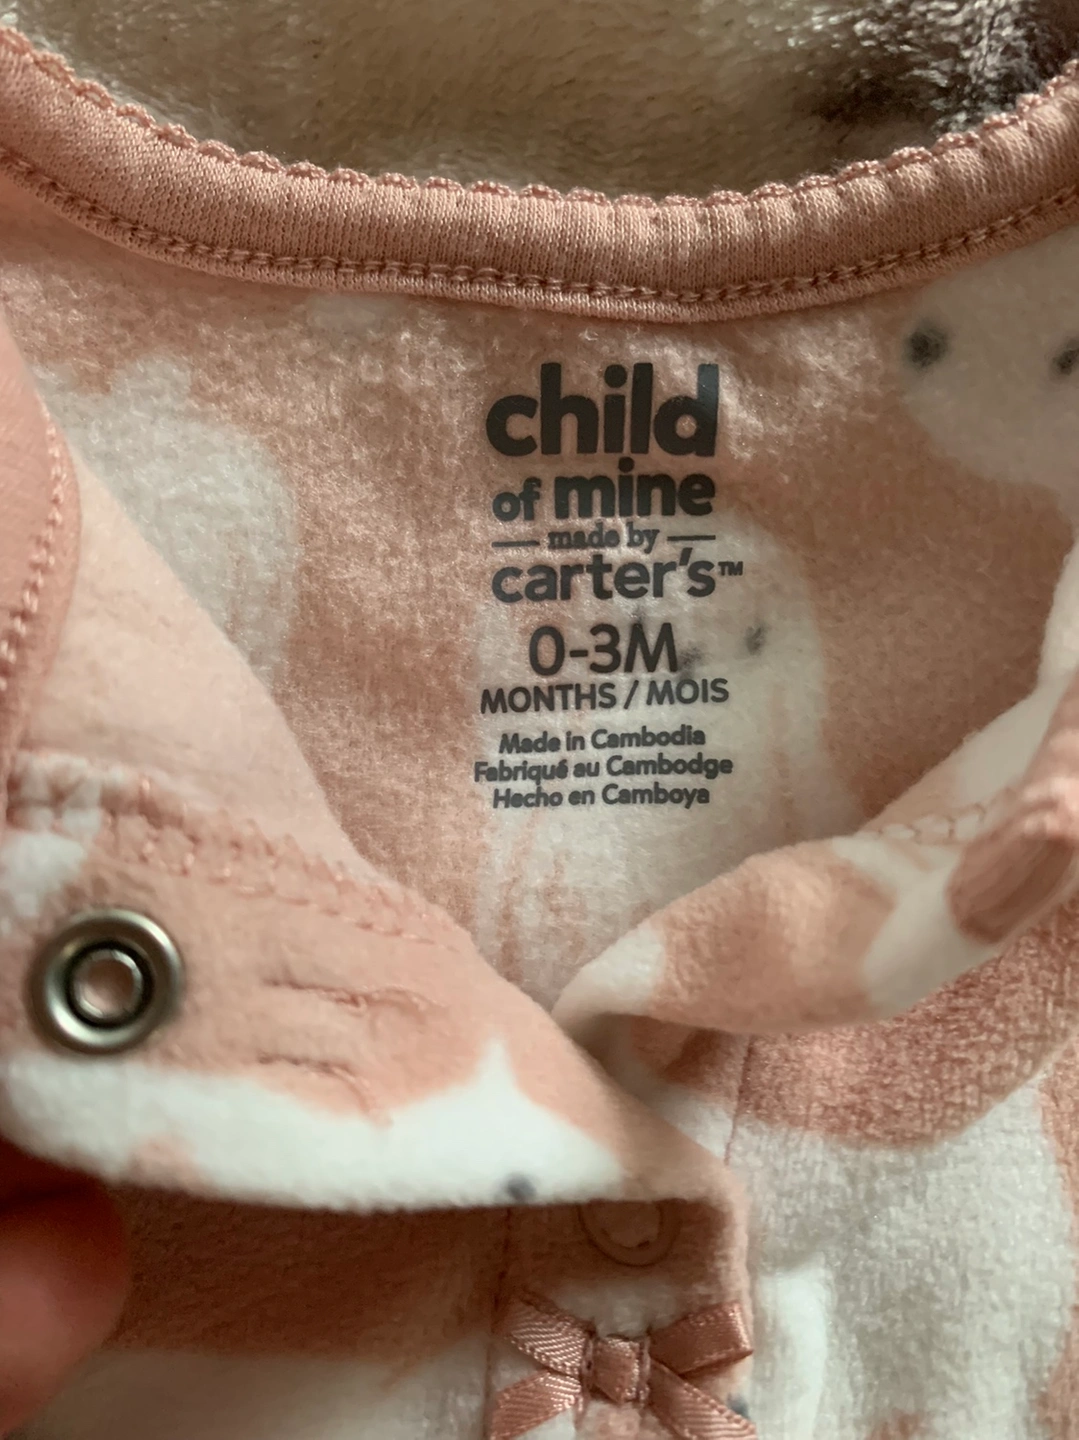 child
of mine
made by
carter's™
0-3M
MONTHS / MOIS
Made in Cambodia
Fabriqué au Cambodge
Hecho en Camboya